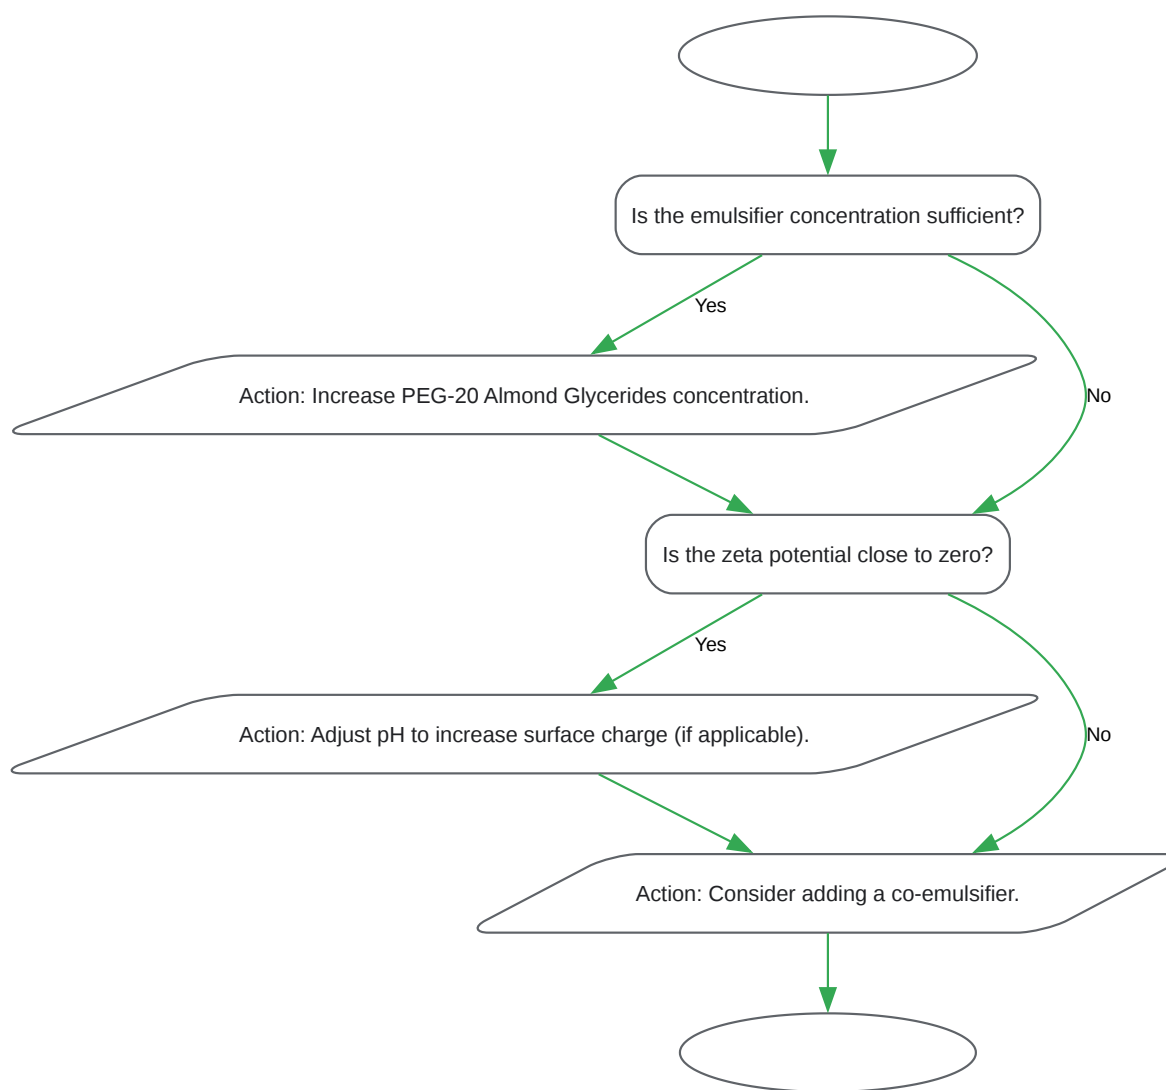 Is the emulsifier concentration sufficient?
Yes
Action: Increase PEG-20 Almond Glycerides concentration.
No
Is the zeta potential close to zero?
Yes
Action: Adjust pH to increase surface charge (if applicable).
No
Action: Consider adding a co-emulsifier.